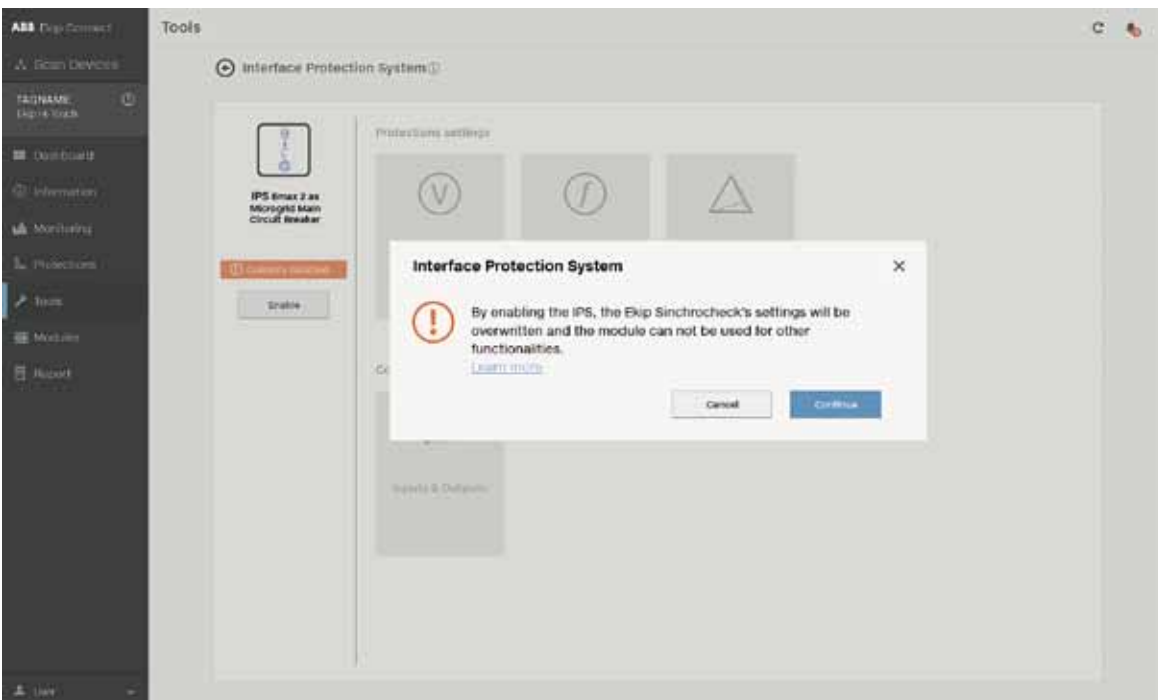 ABB Ekip Connect
Tools
Scan Devices
Interface Protection System
TAGNAME
Dashboard
Information
Monitoring
Protections
Tools
Modules
Report
User
IPS Emax 2 as
Microgrid Main
Circuit Breaker
Enable
Protections settings
V
f
Interface Protection System
By enabling the IPS, the Ekip Sinchrocheck's settings will be
overwritten and the module can not be used for other
functionalities.
Learn more
Cancel
Continue
Inputs & Outputs